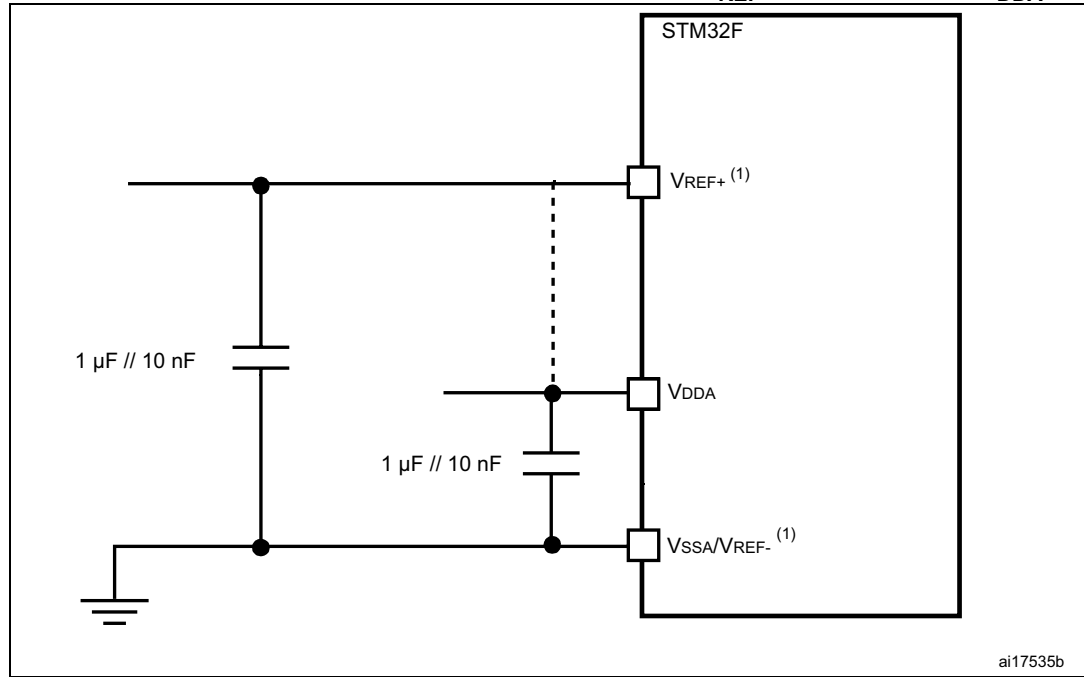 STM32F
VREF+ (1)
1 µF // 10 nF
VDDA
1 µF // 10 nF
VSSA/VREF- (1)
ai17535b